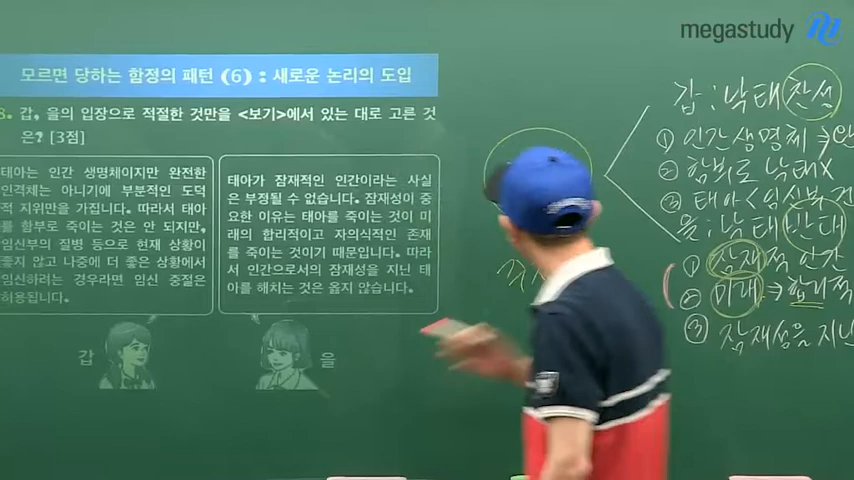 megastudy
모르면 당하는 함정의 패턴 (6) : 새로운 논리의 도입
8. 갑, 을의 입장으로 적절한 것만을 <보기>에서 있는 대로 고른 것
은? [3점]
태아는 인간 생명체이지만 완전한
인격체는 아니기에 부분적인 도덕
적 지위만을 가집니다. 따라서 태아
를 함부로 죽이는 것은 안 되지만,
임신부의 질병 등으로 현재 상황이
좋지 않고 나중에 더 좋은 상황에서
임신하려는 경우라면 임신 중절은
허용됩니다.
태아가 잠재적인 인간이라는 사실
은 부정될 수 없습니다. 잠재성이 중
요한 이유는 태아를 죽이는 것이 미
래의 합리적이고 자의식적인 존재
를 죽이는 것이기 때문입니다. 따라
서 인간으로서의 잠재성을 지닌 태
아를 해치는 것은 옳지 않습니다.
갑
을
갑 : 낙태 찬성
① 인간 생명체 ⇏
② 함부로 낙태X
③ 태아 < 임신부
을 : 낙태 반대
① 잠재적 인간
② 미래 → 합리적
③ 잠재성을 지닌